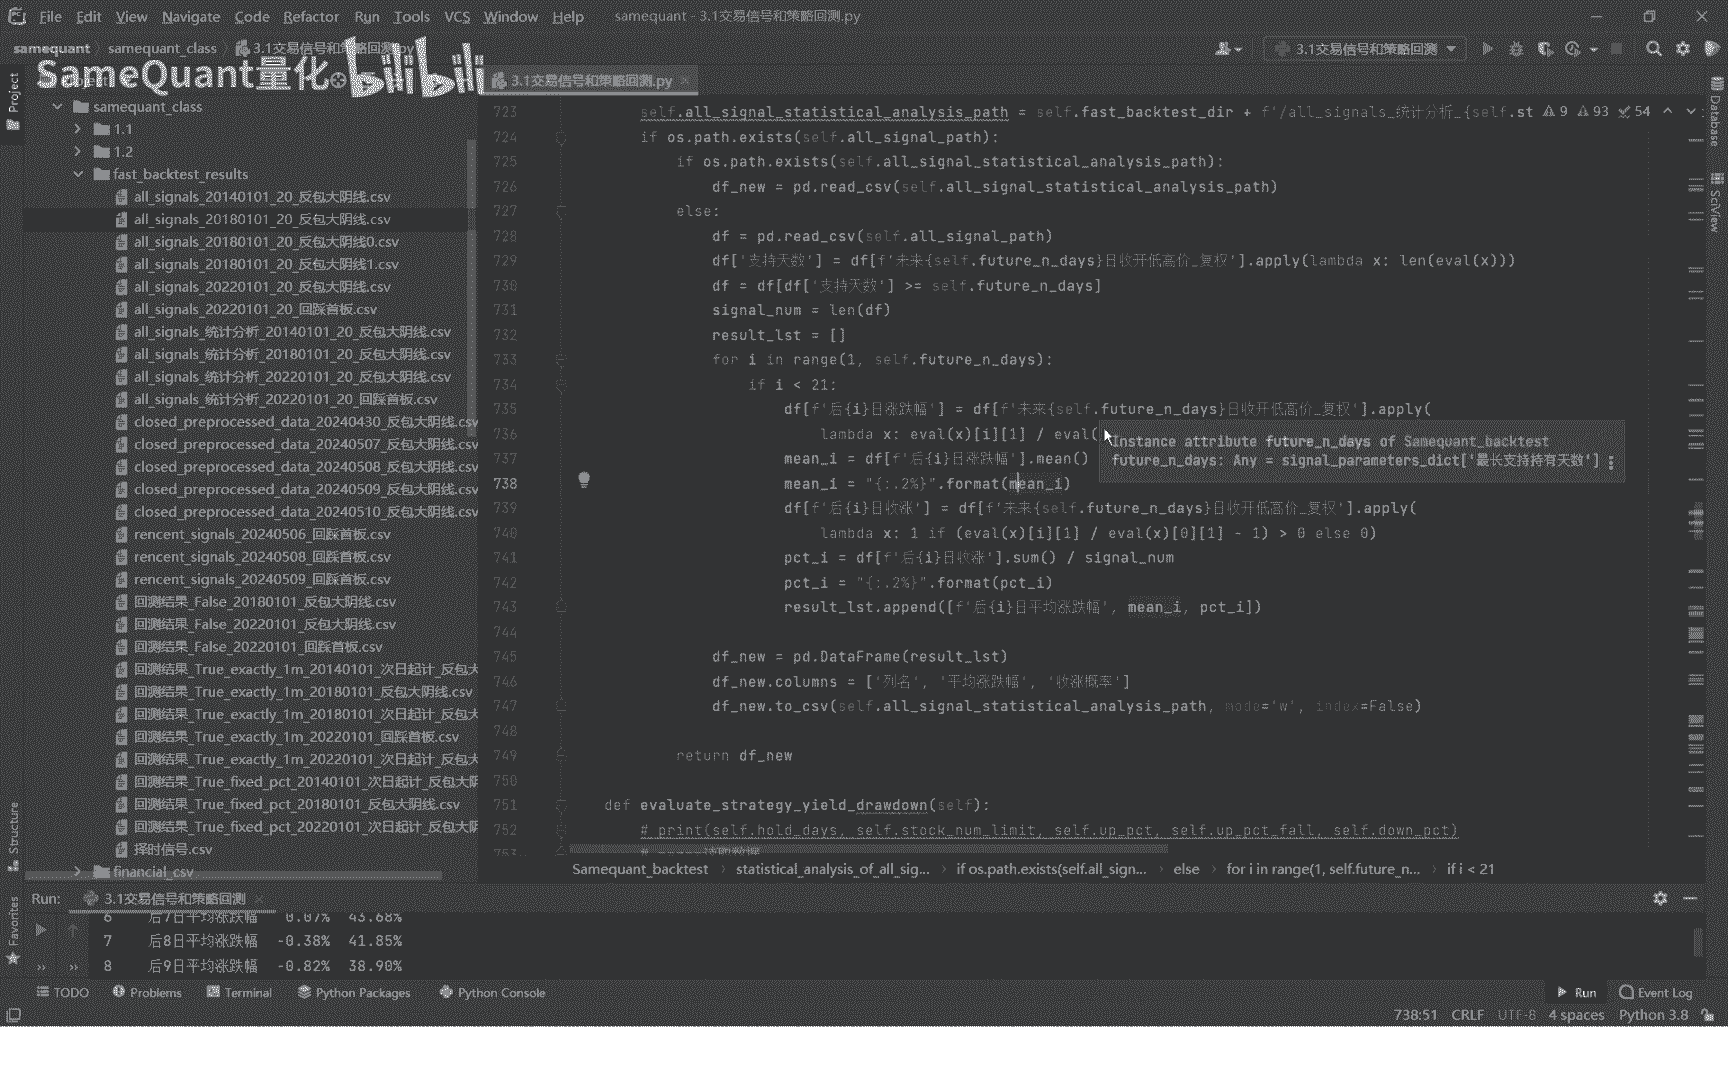 File Edit View Navigate Code Refactor Run Tools VCS Window Help samequant - 3.1交易信号和策略回测.py
samequant samequant_class 3.1交易信号和策略回测.py 3.1交易信号和策略回测
SameQuant量化 bilibili
3.1交易信号和策略回测.py
Project
samequant_class
1.1
1.2
fast_backtest_results
all_signals_20140101_20_反包大阴线.csv
all_signals_20180101_20_反包大阴线.csv
all_signals_20180101_20_反包大阴线0.csv
all_signals_20180101_20_反包大阴线1.csv
all_signals_20220101_20_反包大阴线.csv
all_signals_20220101_20_回踩首板.csv
all_signals_统计分析_20140101_20_反包大阴线.csv
all_signals_统计分析_20180101_20_反包大阴线.csv
all_signals_统计分析_20220101_20_反包大阴线.csv
all_signals_统计分析_20220101_20_回踩首板.csv
closed_preprocessed_data_20240430_反包大阴线.csv
closed_preprocessed_data_20240507_反包大阴线.csv
closed_preprocessed_data_20240508_反包大阴线.csv
closed_preprocessed_data_20240509_反包大阴线.csv
closed_preprocessed_data_20240510_反包大阴线.csv
rencent_signals_20240506_回踩首板.csv
rencent_signals_20240508_回踩首板.csv
rencent_signals_20240509_回踩首板.csv
回测结果_False_20180101_反包大阴线.csv
回测结果_False_20220101_反包大阴线.csv
回测结果_False_20220101_回踩首板.csv
回测结果_True_exactly_1m_20140101_次日起计_反包大
回测结果_True_exactly_1m_20180101_反包大阴线.csv
回测结果_True_exactly_1m_20180101_次日起计_反包大
回测结果_True_exactly_1m_20220101_回踩首板.csv
回测结果_True_exactly_1m_20220101_次日起计_反包大
回测结果_True_fixed_pct_20140101_次日起计_反包大阴
回测结果_True_fixed_pct_20180101_反包大阴线.csv
回测结果_True_fixed_pct_20220101_次日起计_反包大阴
择时信号.csv
financial_csv
723 self.all_signal_statistical_analysis_path = self.fast_backtest_dir + f'/all_signals_统计分析_{self.st 9 93 54
724 if os.path.exists(self.all_signal_path):
725 if os.path.exists(self.all_signal_statistical_analysis_path):
726 df_new = pd.read_csv(self.all_signal_statistical_analysis_path)
727 else:
728 df = pd.read_csv(self.all_signal_path)
729 df['支持天数'] = df[f'未来{self.future_n_days}日收开低高价_复权'].apply(lambda x: len(eval(x)))
730 df = df[df['支持天数'] >= self.future_n_days]
731 signal_num = len(df)
732 result_lst = []
733 for i in range(1, self.future_n_days):
734 if i < 21:
735 df[f'后{i}日涨跌幅'] = df[f'未来{self.future_n_days}日收开低高价_复权'].apply(
736 lambda x: eval(x)[i][1] / eval(
737 mean_i = df[f'后{i}日涨跌幅'].mean()
738 mean_i = "{:.2%}".format(mean_i)
739 df[f'后{i}日收涨'] = df[f'未来{self.future_n_days}日收开低高价_复权'].apply(
740 lambda x: 1 if (eval(x)[i][1] / eval(x)[0][1] - 1) > 0 else 0)
741 pct_i = df[f'后{i}日收涨'].sum() / signal_num
742 pct_i = "{:.2%}".format(pct_i)
743 result_lst.append([f'后{i}日平均涨跌幅', mean_i, pct_i])
744
745 df_new = pd.DataFrame(result_lst)
746 df_new.columns = ['列名', '平均涨跌幅', '收涨概率']
747 df_new.to_csv(self.all_signal_statistical_analysis_path, mode='w', index=False)
748
749 return df_new
750
751 def evaluate_strategy_yield_drawdown(self):
752 # print(self.hold_days, self.stock_num_limit, self.up_pct, self.up_pct_fall, self.down_pct)
Instance attribute future_n_days of Samequant_backtest
future_n_days: Any = signal_parameters_dict['最长支持持有天数']
Database
SciView
Samequant_backtest statistical_analysis_of_all_sig... if os.path.exists(self.all_sign... else for i in range(1, self.future_n... if i < 21
Structure
Favorites
Run: 3.1交易信号和策略回测
6 后7日平均涨跌幅 0.07% 43.68%
7 后8日平均涨跌幅 -0.38% 41.85%
8 后9日平均涨跌幅 -0.82% 38.90%
TODO Problems Terminal Python Packages Python Console Run Event Log
738:51 CRLF UTF-8 4 spaces Python 3.8